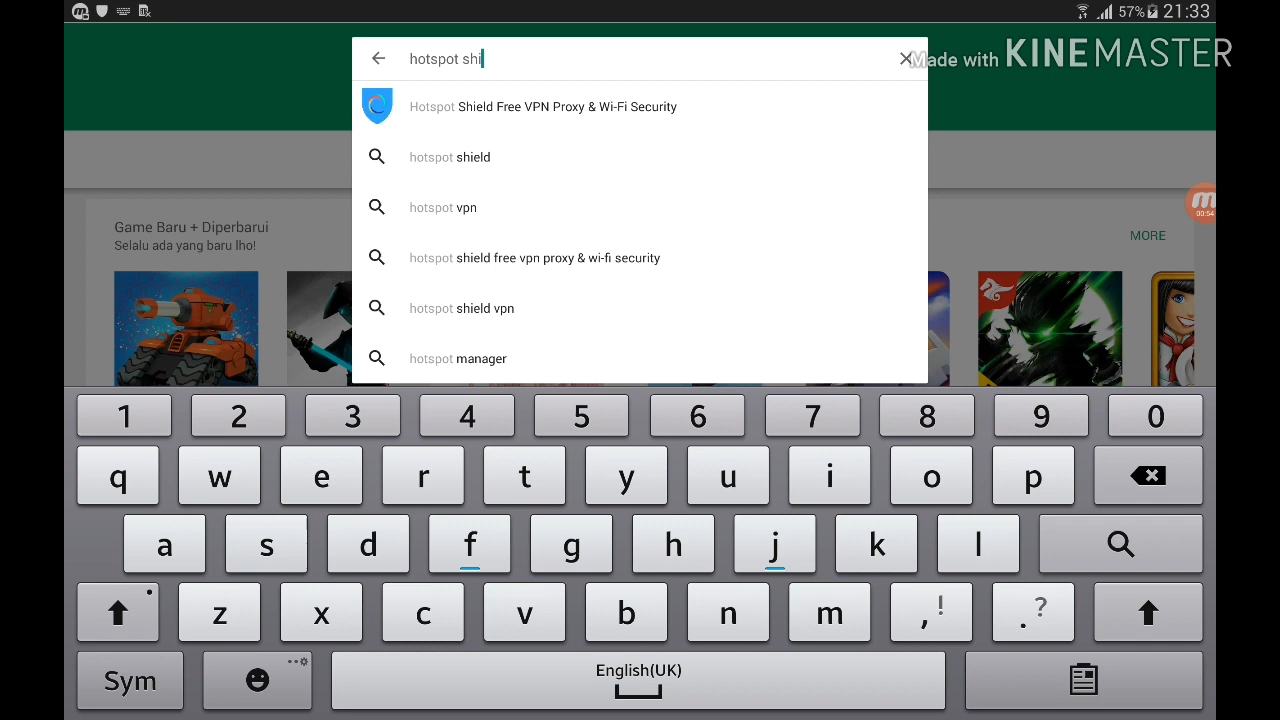 57% 21:33
hotspot shi
Made with KINEMASTER
Hotspot Shield Free VPN Proxy & Wi-Fi Security
hotspot shield
hotspot vpn
00:54
Game Baru + Diperbarui
Selalu ada yang baru lho!
MORE
hotspot shield free vpn proxy & wi-fi security
hotspot shield vpn
hotspot manager
1 2 3 4 5 6 7 8 9 0
q w e r t y u i o p
a s d f g h j k l
z x c v b n m , ! . ?
Sym English(UK)